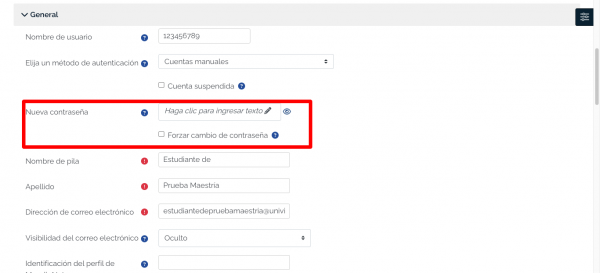 General
Nombre de usuario
123456789
Elija un método de autenticación
Cuentas manuales
Cuenta suspendida
Nueva contraseña
Haga clic para ingresar texto
Forzar cambio de contraseña
Nombre de pila
Estudiante de
Apellido
Prueba Maestría
Dirección de correo electrónico
estudiantedepruebamaestria@univi
Visibilidad del correo electrónico
Oculto
Identificación del perfil de